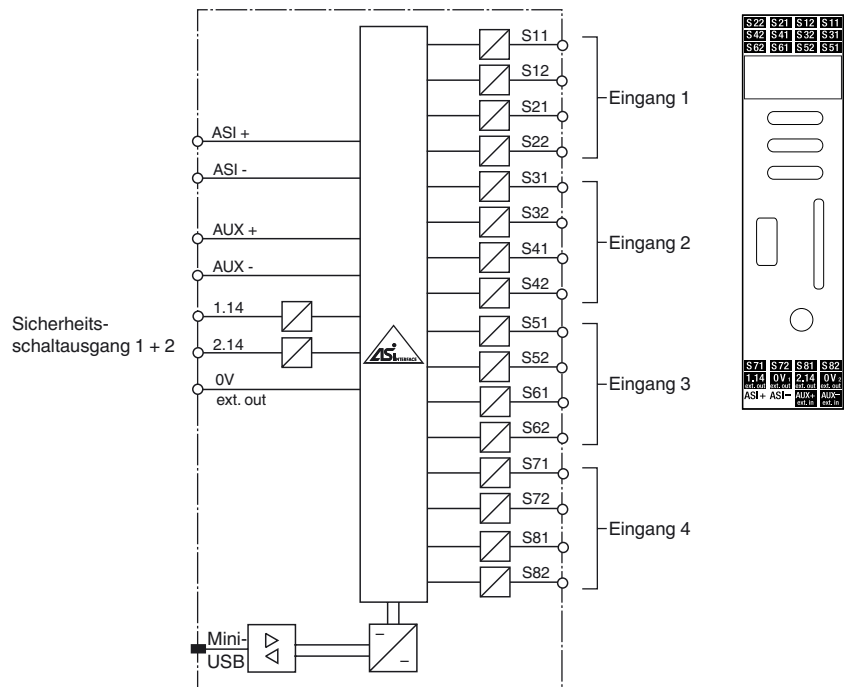 ASI +
ASI -
AUX +
AUX -
Sicherheits-
schaltausgang 1 + 2
1.14
2.14
0V
ext. out
Mini-
USB
ASi INTERFACE
S11
S12
S21
S22
Eingang 1
S31
S32
S41
S42
Eingang 2
S51
S52
S61
S62
Eingang 3
S71
S72
S81
S82
Eingang 4
S22 S21 S12 S11
S42 S41 S32 S31
S62 S61 S52 S51
S71 S72 S81 S82
1.14 0V1 2.14 0V2
ext. out ext. out ext. out ext. out
ASI+ ASI- AUX+ AUX-
ext. in ext. in